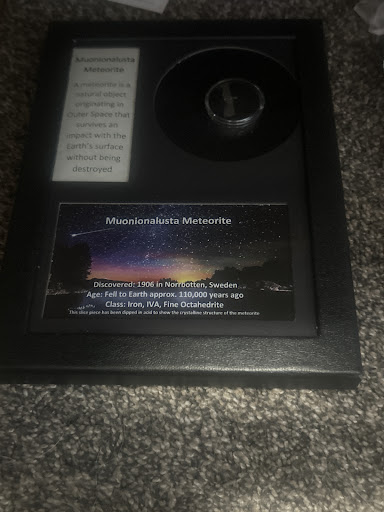 Muonionalusta
Meteorite
A meteorite is a
natural object
originating in
Outer Space that
survives an
impact with the
Earth's surface
without being
destroyed
Muonionalusta Meteorite
Discovered: 1906 in Norrbotten, Sweden
Age: Fell to Earth approx. 110,000 years ago
Class: Iron, IVA, Fine Octahedrite
This slice piece has been dipped in acid to show the crystalline structure of the meteorite